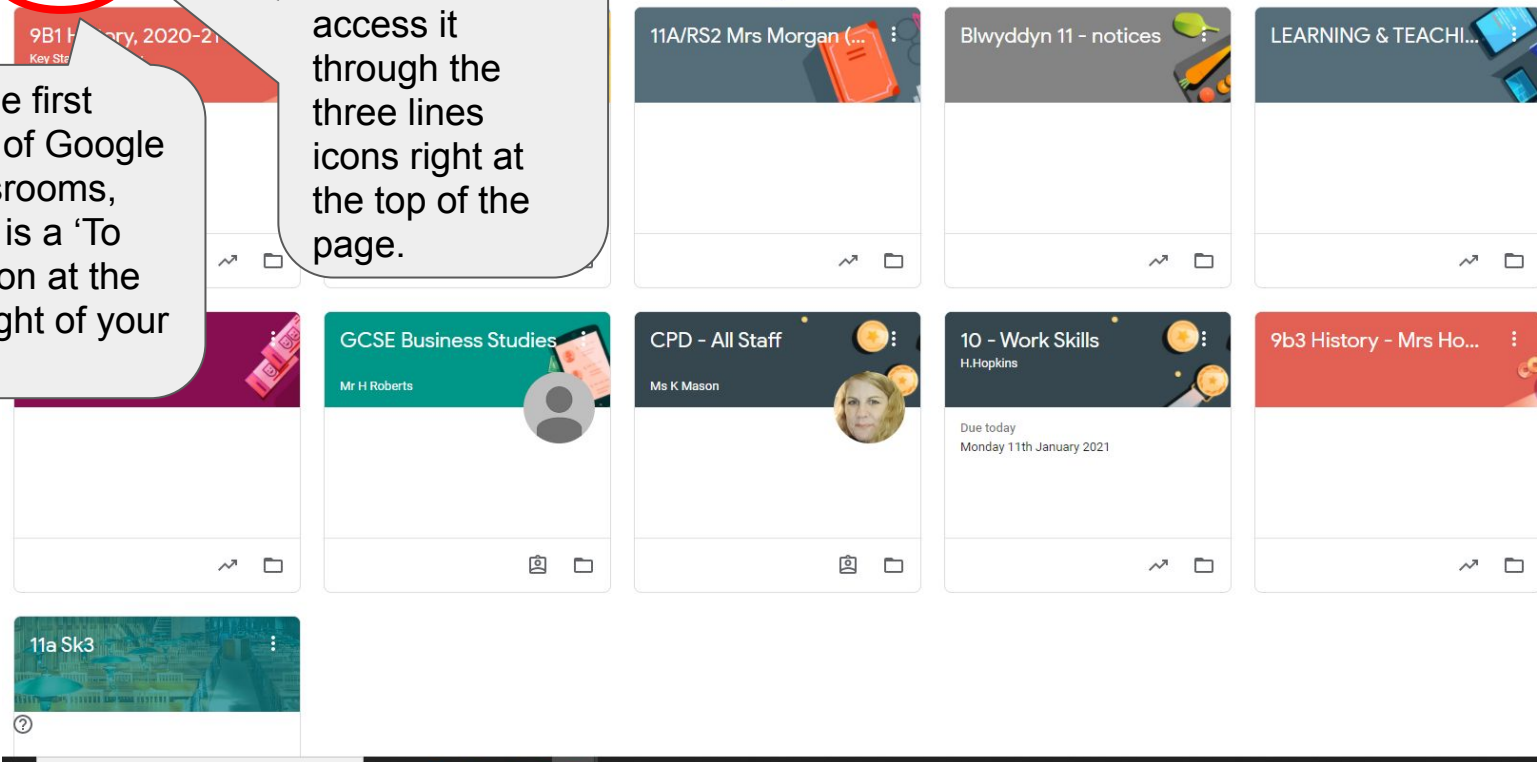 access it
through the
three lines
icons right at
the top of the
page.
e first
of Google
srooms,
is a ‘To
on at the
ght of your
9B1 H ory, 2020-21
Key Sta
11A/RS2 Mrs Morgan (...
Blwyddyn 11 - notices
LEARNING & TEACHI...
GCSE Business Studies
Mr H Roberts
CPD - All Staff
Ms K Mason
10 - Work Skills
H.Hopkins
Due today
Monday 11th January 2021
9b3 History - Mrs Ho...
11a Sk3